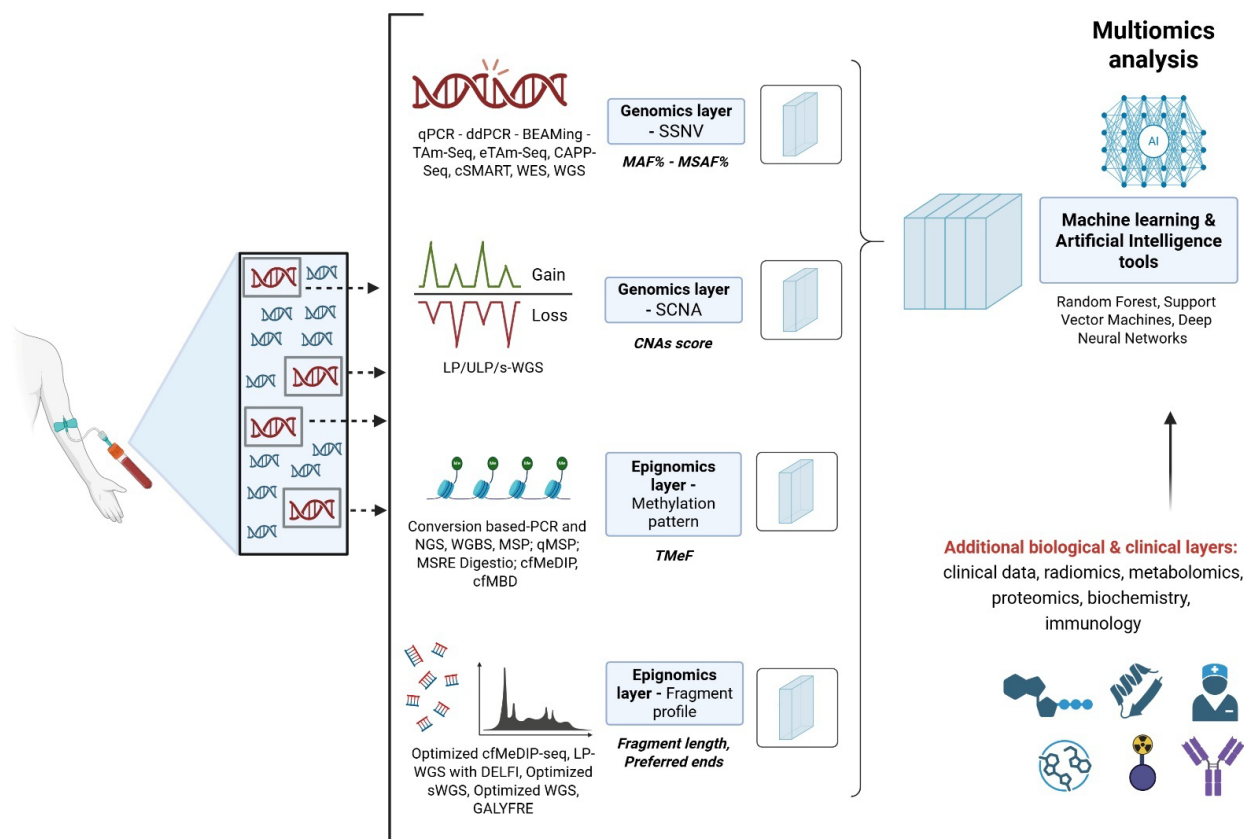 Multiomics
analysis
qPCR - ddPCR - BEAMing -
TAm-Seq, eTAm-Seq, CAPP-
Seq, cSMART, WES, WGS
Genomics layer
- SSNV
MAF% - MSAF%
AI
Machine learning &
Artificial Intelligence
tools
Random Forest, Support
Vector Machines, Deep
Neural Networks
Gain
Loss
LP/ULP/s-WGS
Genomics layer
- SCNA
CNAs score
Me
Me
Me
Me
Conversion based-PCR and
NGS, WGBS, MSP; qMSP;
MSRE Digestio; cfMeDIP,
cfMBD
Epignomics
layer -
Methylation
pattern
TMeF
Additional biological & clinical layers:
clinical data, radiomics, metabolomics,
proteomics, biochemistry,
immunology
Optimized cfMeDIP-seq, LP-
WGS with DELFI, Optimized
sWGS, Optimized WGS,
GALYFRE
Epignomics
layer - Fragment
profile
Fragment length,
Preferred ends